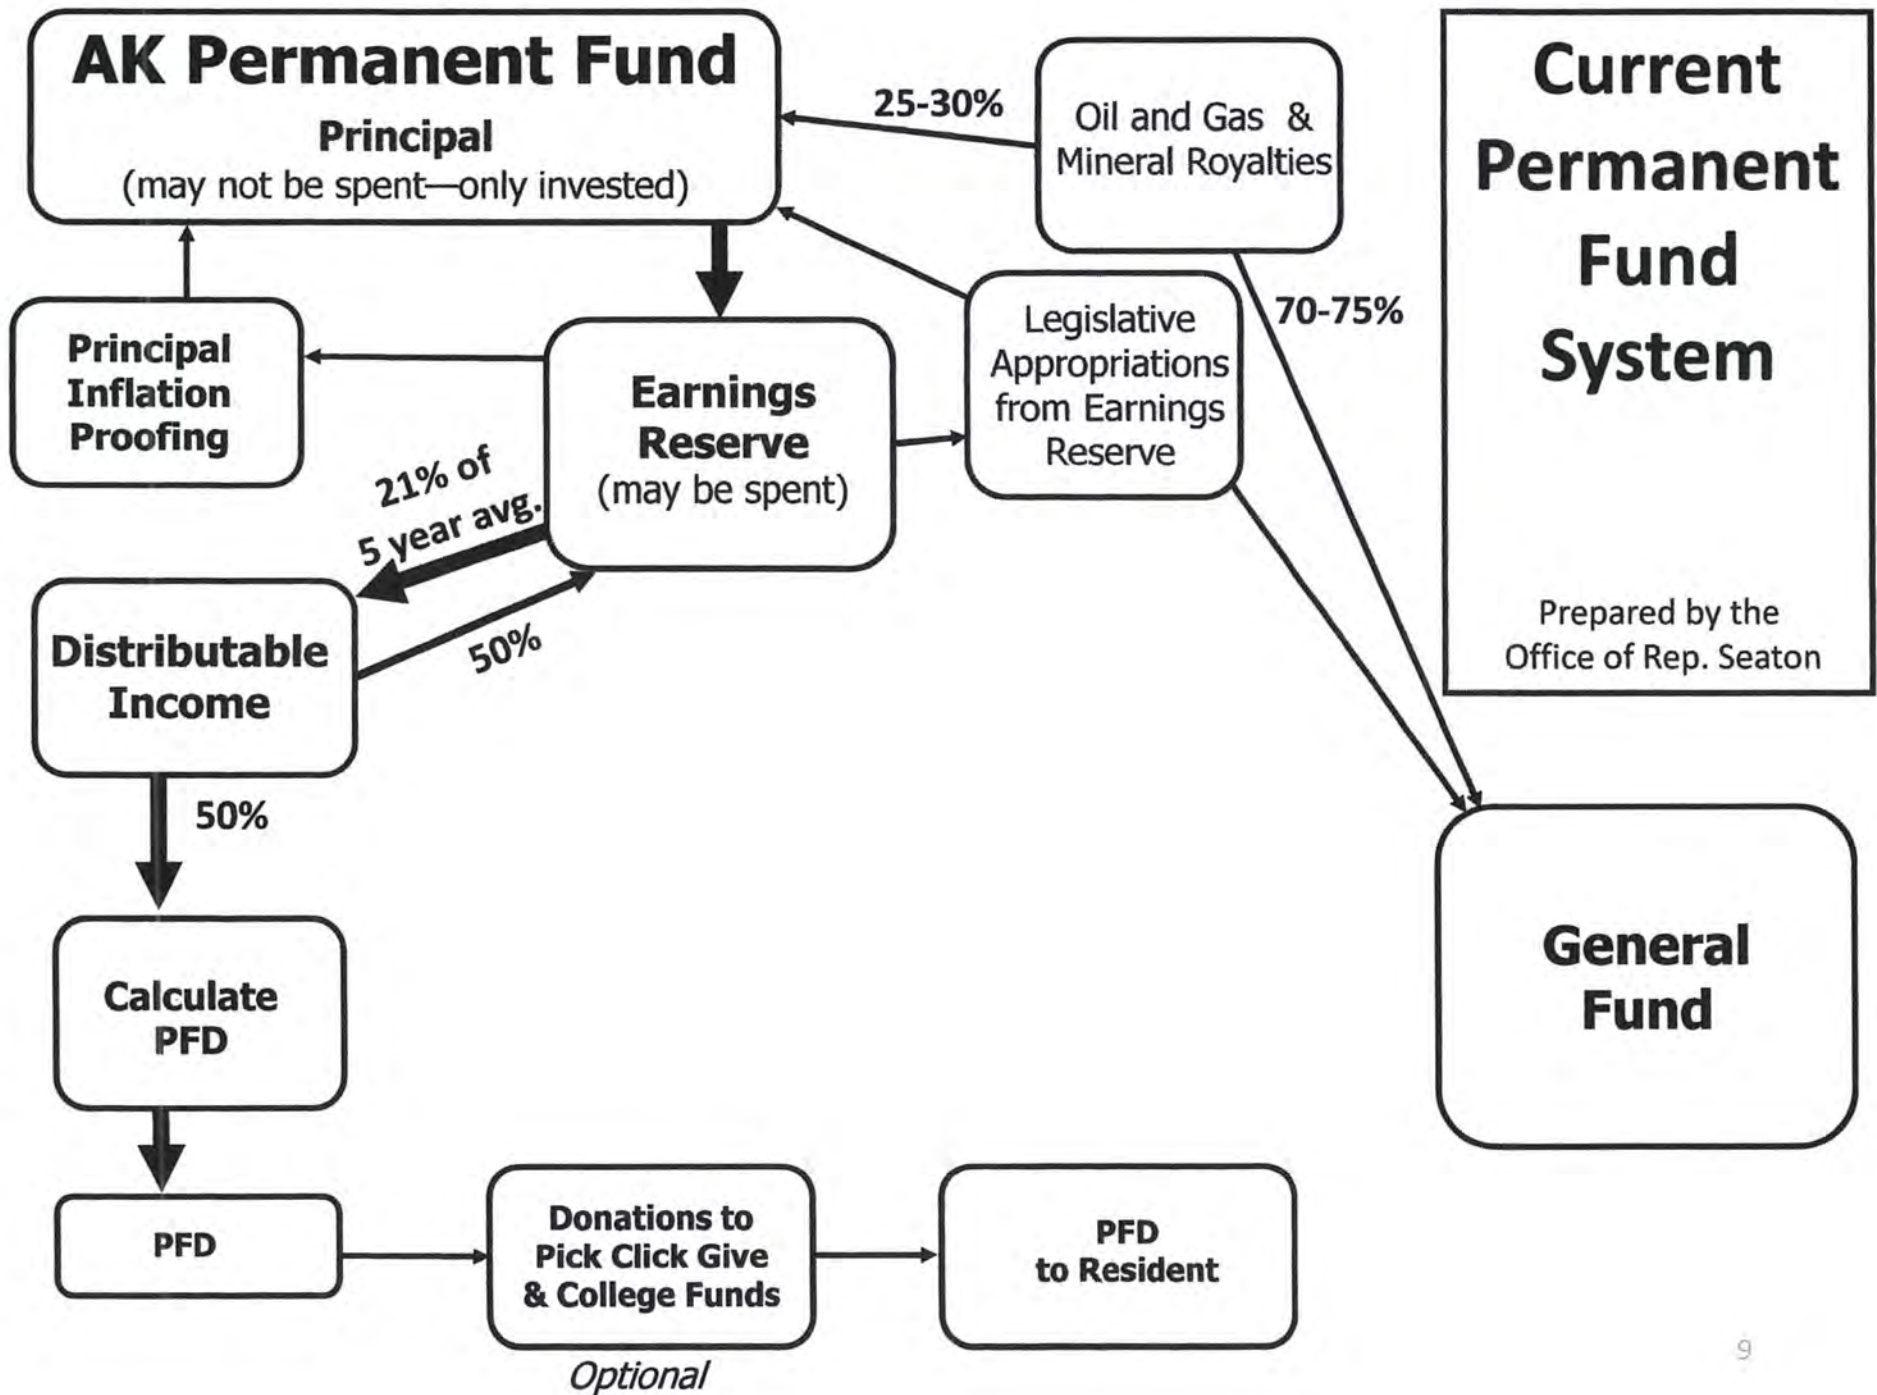 AK Permanent Fund
Principal
(may not be spent—only invested)
25-30%
Oil and Gas &
Mineral Royalties
Current
Permanent
Fund
System
Prepared by the
Office of Rep. Seaton
Principal
Inflation
Proofing
Earnings
Reserve
(may be spent)
Legislative
Appropriations
from Earnings
Reserve
70-75%
21% of
5 year avg.
50%
Distributable
Income
50%
Calculate
PFD
General
Fund
PFD
Donations to
Pick Click Give
& College Funds
Optional
PFD
to Resident
9